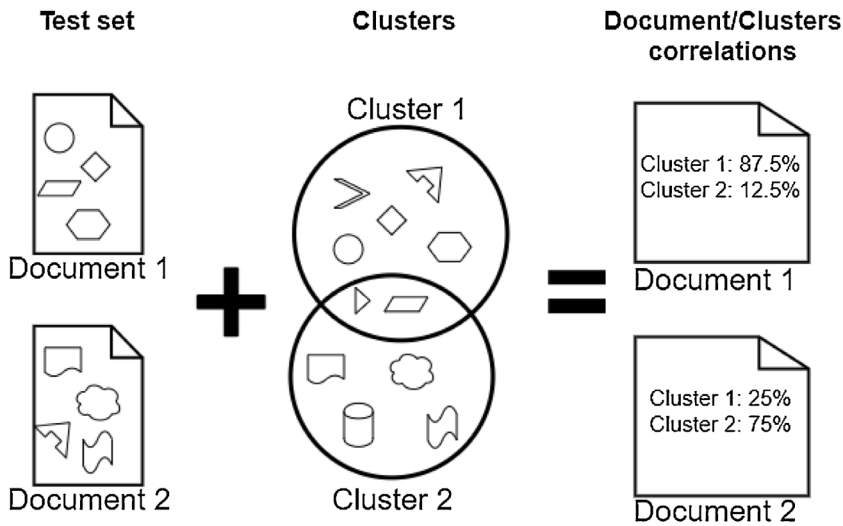 Test set
Clusters
Document/Clusters
correlations
Document 1
Cluster 1
Cluster 1: 87.5%
Cluster 2: 12.5%
Document 1
Document 2
Cluster 2
Cluster 1: 25%
Cluster 2: 75%
Document 2